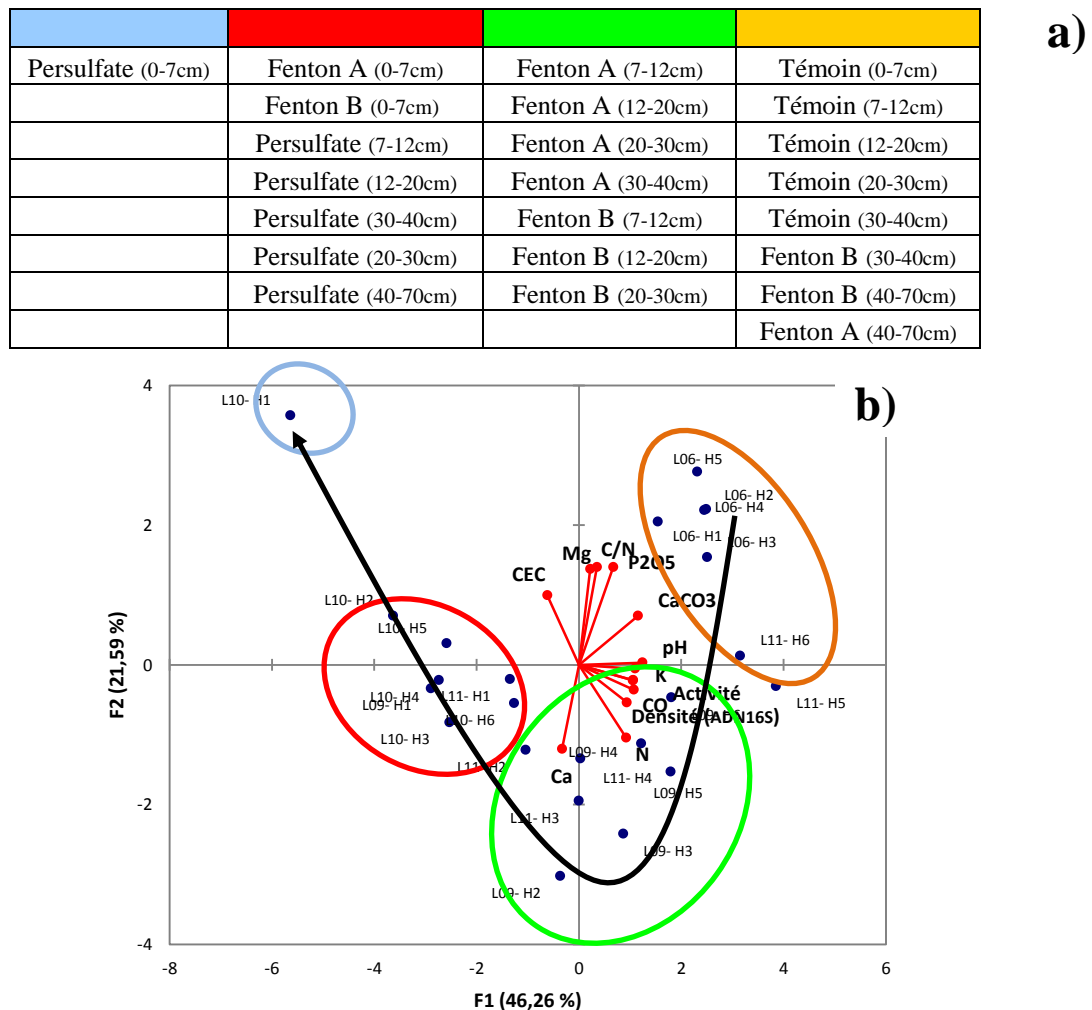 a)
Persulfate (0-7cm) Fenton A (0-7cm) Fenton A (7-12cm) Témoin (0-7cm)
Fenton B (0-7cm) Fenton A (12-20cm) Témoin (7-12cm)
Persulfate (7-12cm) Fenton A (20-30cm) Témoin (12-20cm)
Persulfate (12-20cm) Fenton A (30-40cm) Témoin (20-30cm)
Persulfate (30-40cm) Fenton B (7-12cm) Témoin (30-40cm)
Persulfate (20-30cm) Fenton B (12-20cm) Fenton B (30-40cm)
Persulfate (40-70cm) Fenton B (20-30cm) Fenton B (40-70cm)
Fenton A (40-70cm)
b)
4
L10- H1
L06- H5
L06- H2
L06- H4
2
L06- H1
L06- H3
Mg C/N P2O5
CEC
CaCO3
L10- H2
L10- H5
L11- H6
pH
0
K
L10- H4 L11- H1
Activité
L11- H5
L09- H1
CO
Densité (ADN16S)
L10- H6
L10- H3
L09- H4
N
L11- H2
Ca
L11- H4
L09- H5
-2
L11- H3
L09- H3
L09- H2
-4
-8 -6 -4 -2 0 2 4 6
F1 (46,26 %)
F2 (21,59 %)